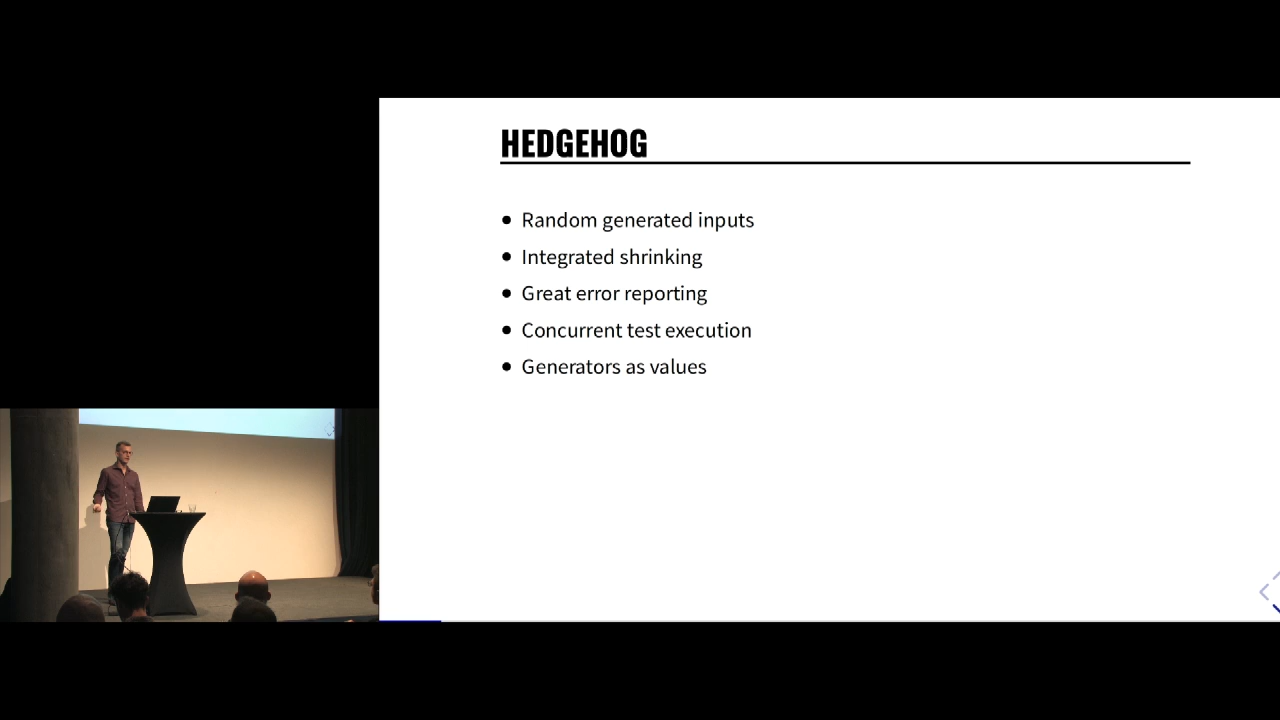 HEDGEHOG
Random generated inputs
Integrated shrinking
Great error reporting
Concurrent test execution
Generators as values